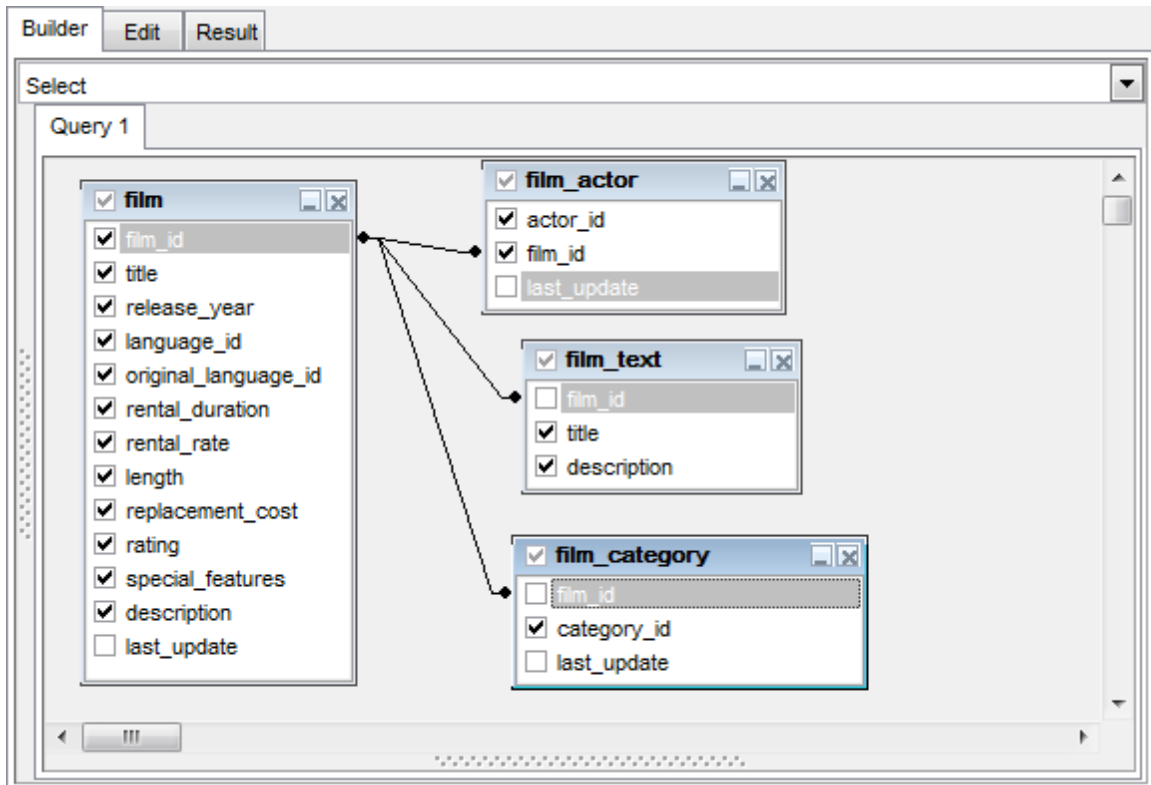 Builder
Edit
Result
Select
Query 1
film
film_id
title
release_year
language_id
original_language_id
rental_duration
rental_rate
length
replacement_cost
rating
special_features
description
last_update
film_actor
actor_id
film_id
last_update
film_text
film_id
title
description
film_category
film_id
category_id
last_update